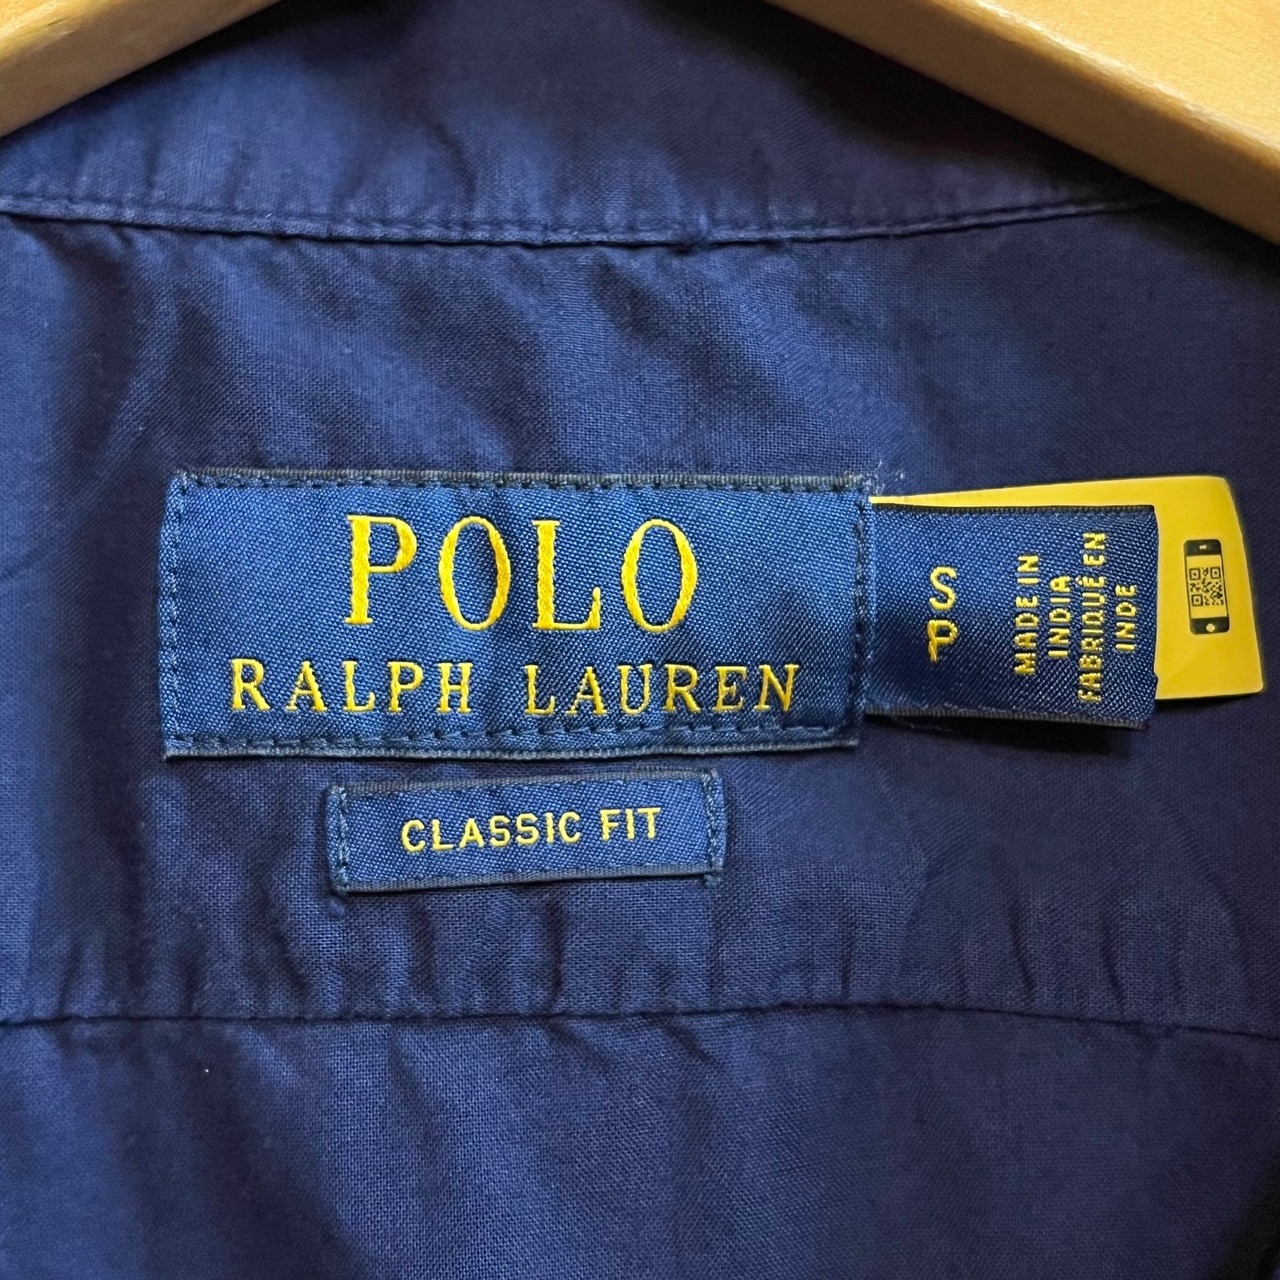 POLO
RALPH LAUREN
CLASSIC FIT
S
P
MADE IN
INDIA
FABRIQUÉ EN
INDE